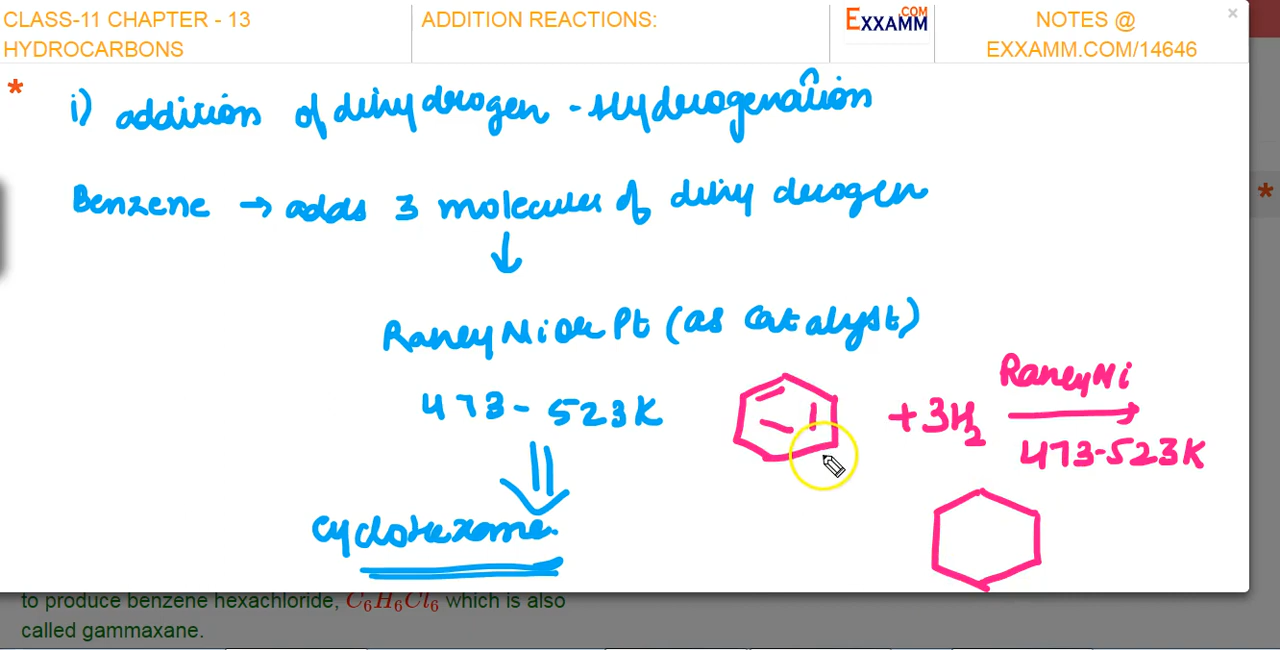 CLASS-11 CHAPTER - 13
HYDROCARBONS
ADDITION REACTIONS:
EXXAMM.COM
NOTES @
EXXAMM.COM/14646
×
*
i) addition of dihydrogen - Hydrogenation
*
Benzene → adds 3 molecules of dihydrogen
↓
Raney Ni or Pt (as catalyst)
Raney Ni
473 - 523K
+ 3H₂ →
473-523K
⇓
cyclohexane.
to produce benzene hexachloride, C₆H₆Cl₆ which is also
called gammaxane.